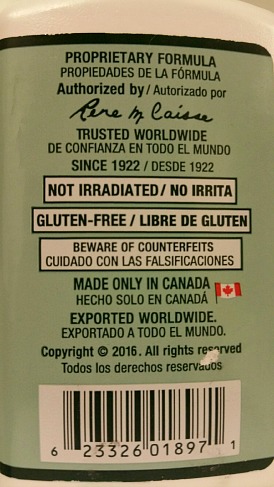 PROPRIETARY FORMULA
PROPIEDADES DE LA FÓRMULA
Authorized by / Autorizado por
Rene M Caisse
TRUSTED WORLDWIDE
DE CONFIANZA EN TODO EL MUNDO
SINCE 1922 / DESDE 1922
NOT IRRADIATED / NO IRRITA
GLUTEN-FREE / LIBRE DE GLUTEN
BEWARE OF COUNTERFEITS
CUIDADO CON LAS FALSIFICACIONES
MADE ONLY IN CANADA
HECHO SOLO EN CANADÁ
EXPORTED WORLDWIDE.
EXPORTADO A TODO EL MUNDO.
Copyright © 2016. All rights reserved
Todos los derechos reservados
6 23326 01897 1